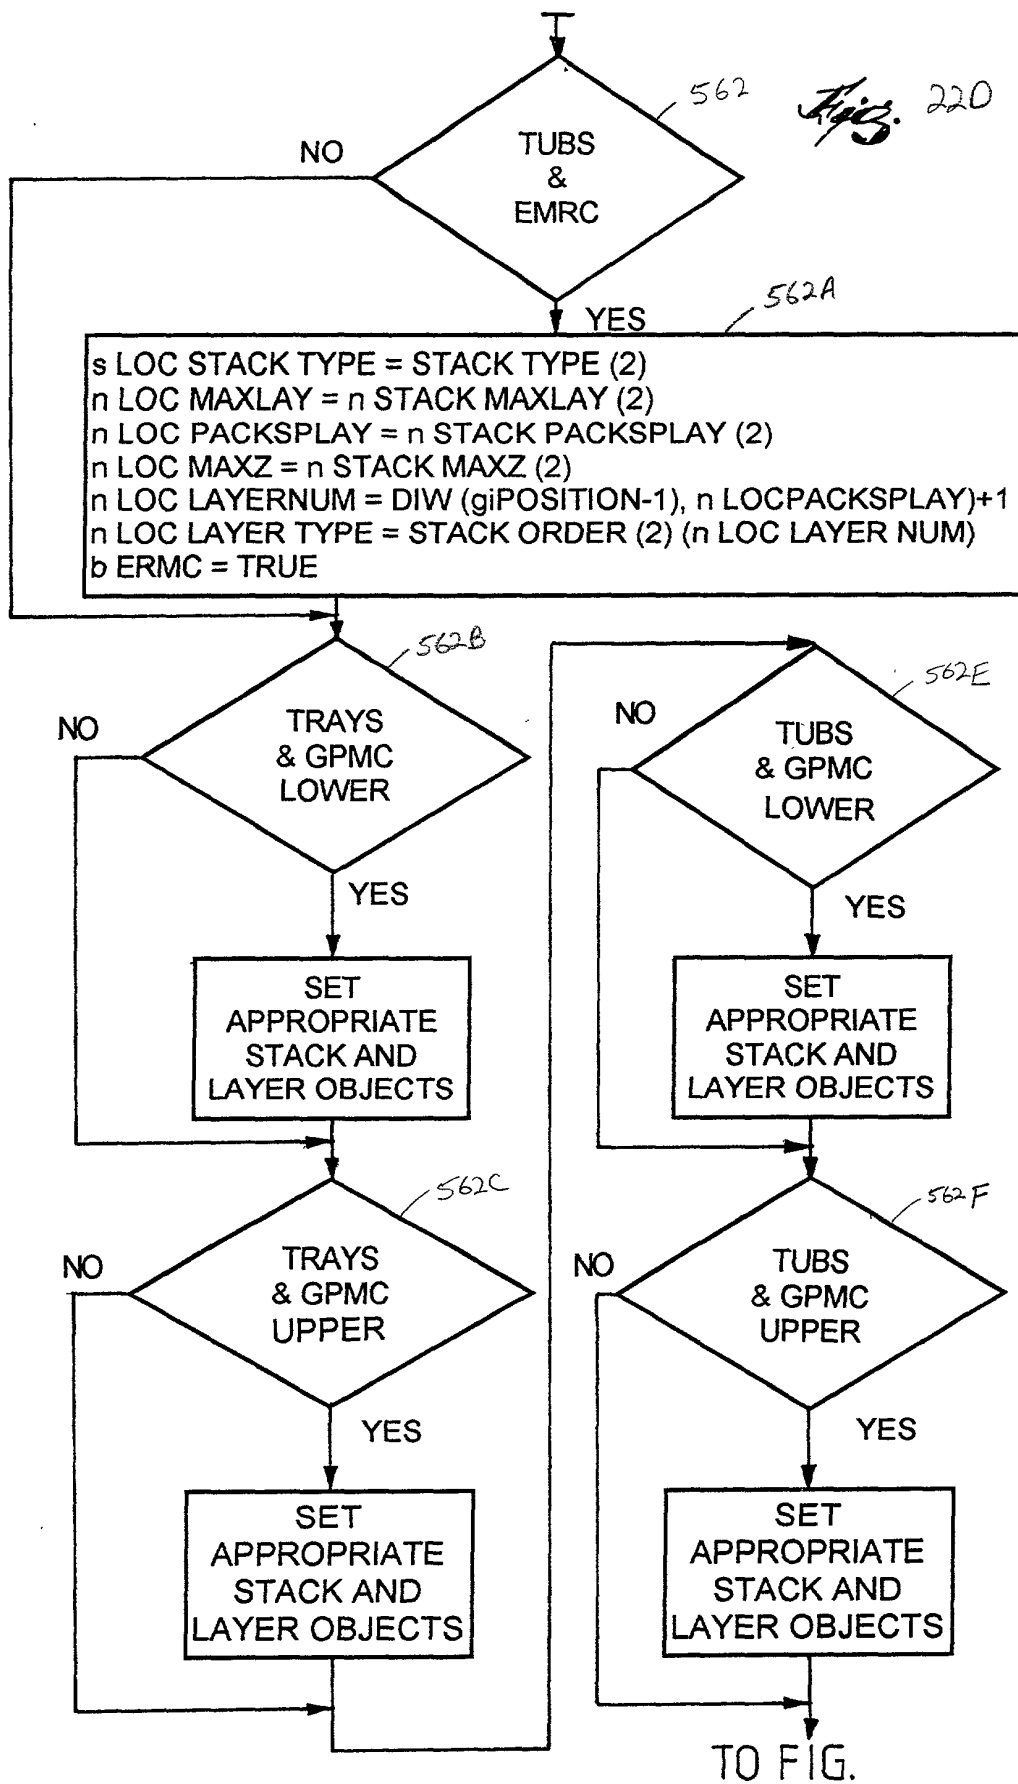 Fig. 22D
562
TUBS
&
EMRC
NO
YES
562A
s LOC STACK TYPE = STACK TYPE (2)
n LOC MAXLAY = n STACK MAXLAY (2)
n LOC PACKSPLAY = n STACK PACKSPLAY (2)
n LOC MAXZ = n STACK MAXZ (2)
n LOC LAYERNUM = DIW (giPOSITION-1), n LOCPACKSPLAY)+1
n LOC LAYER TYPE = STACK ORDER (2) (n LOC LAYER NUM)
b ERMC = TRUE
562B
TRAYS
& GPMC
LOWER
NO
YES
SET
APPROPRIATE
STACK AND
LAYER OBJECTS
562C
TRAYS
& GPMC
UPPER
NO
YES
SET
APPROPRIATE
STACK AND
LAYER OBJECTS
562E
TUBS
& GPMC
LOWER
NO
YES
SET
APPROPRIATE
STACK AND
LAYER OBJECTS
562F
TUBS
& GPMC
UPPER
NO
YES
SET
APPROPRIATE
STACK AND
LAYER OBJECTS
TO FIG.